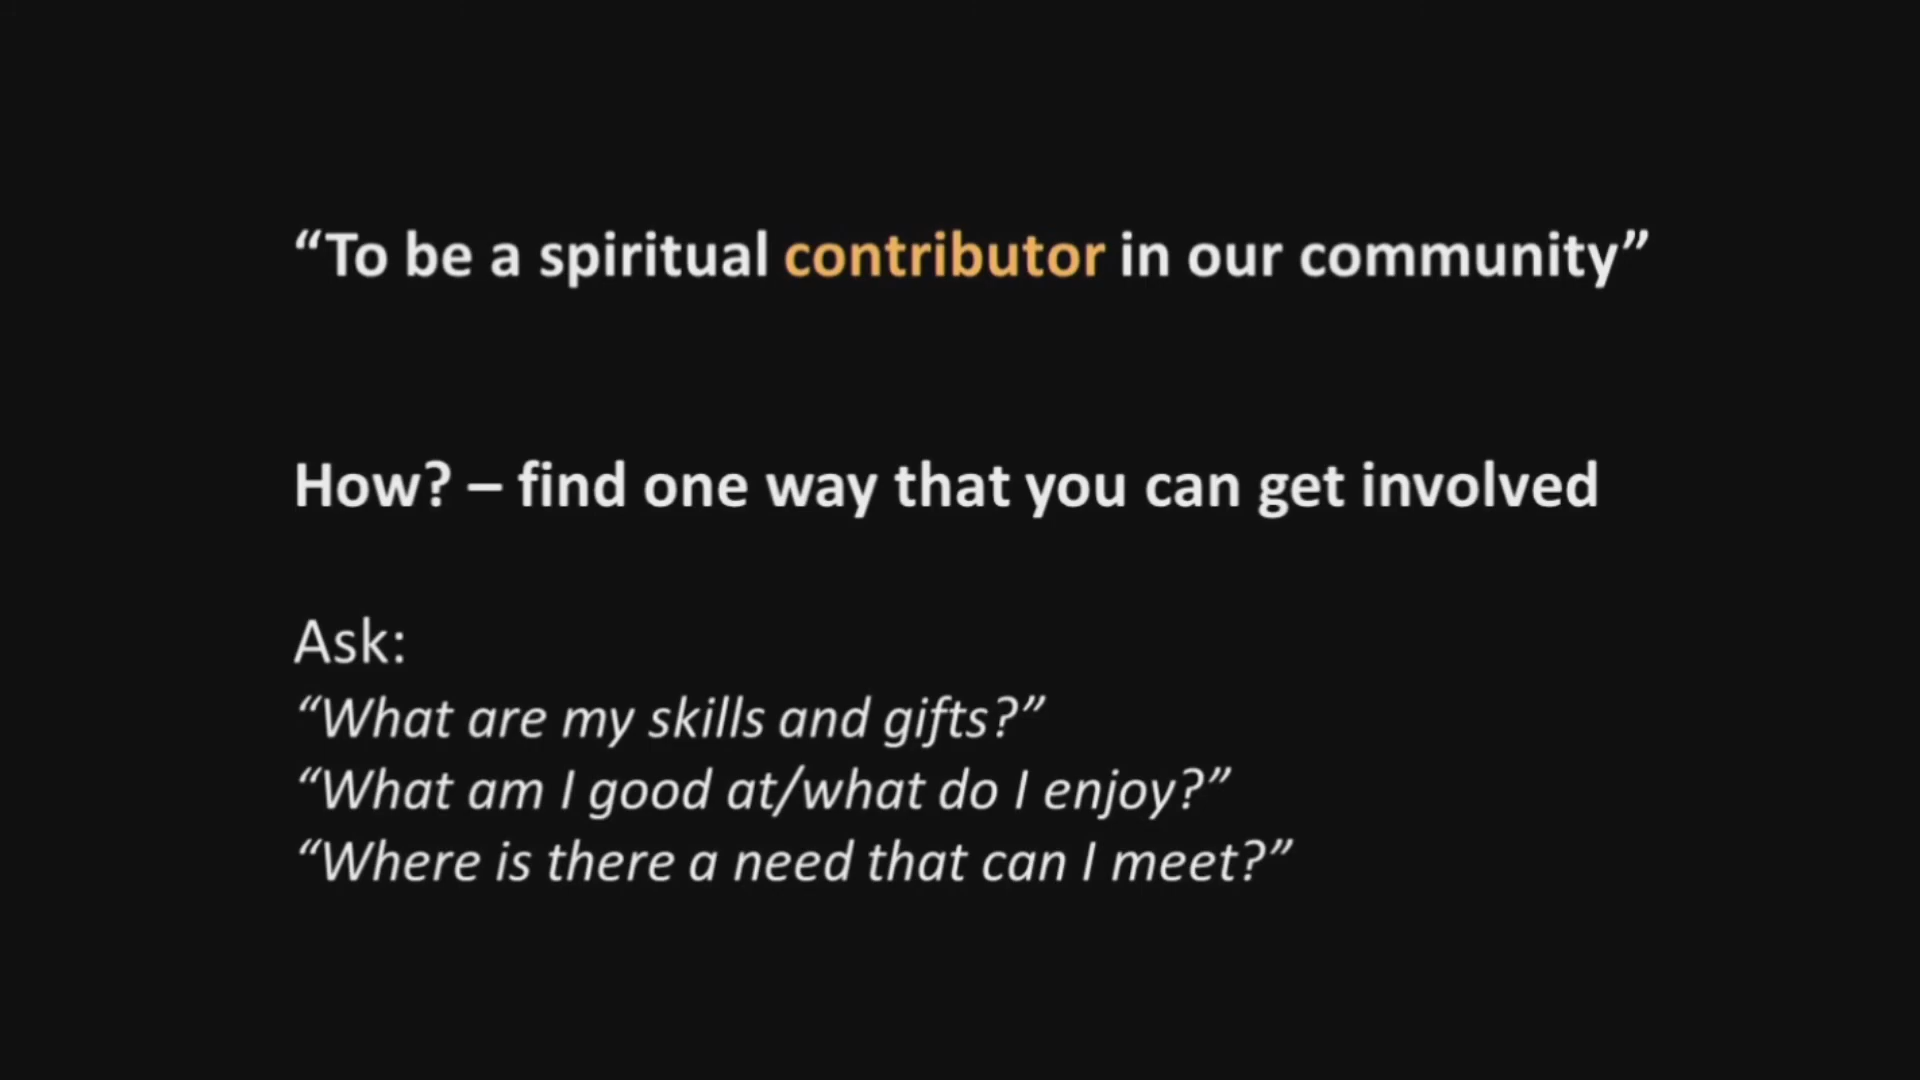 “To be a spiritual contributor in our community”
How? – find one way that you can get involved
Ask:
“What are my skills and gifts?”
“What am I good at/what do I enjoy?”
“Where is there a need that can I meet?”